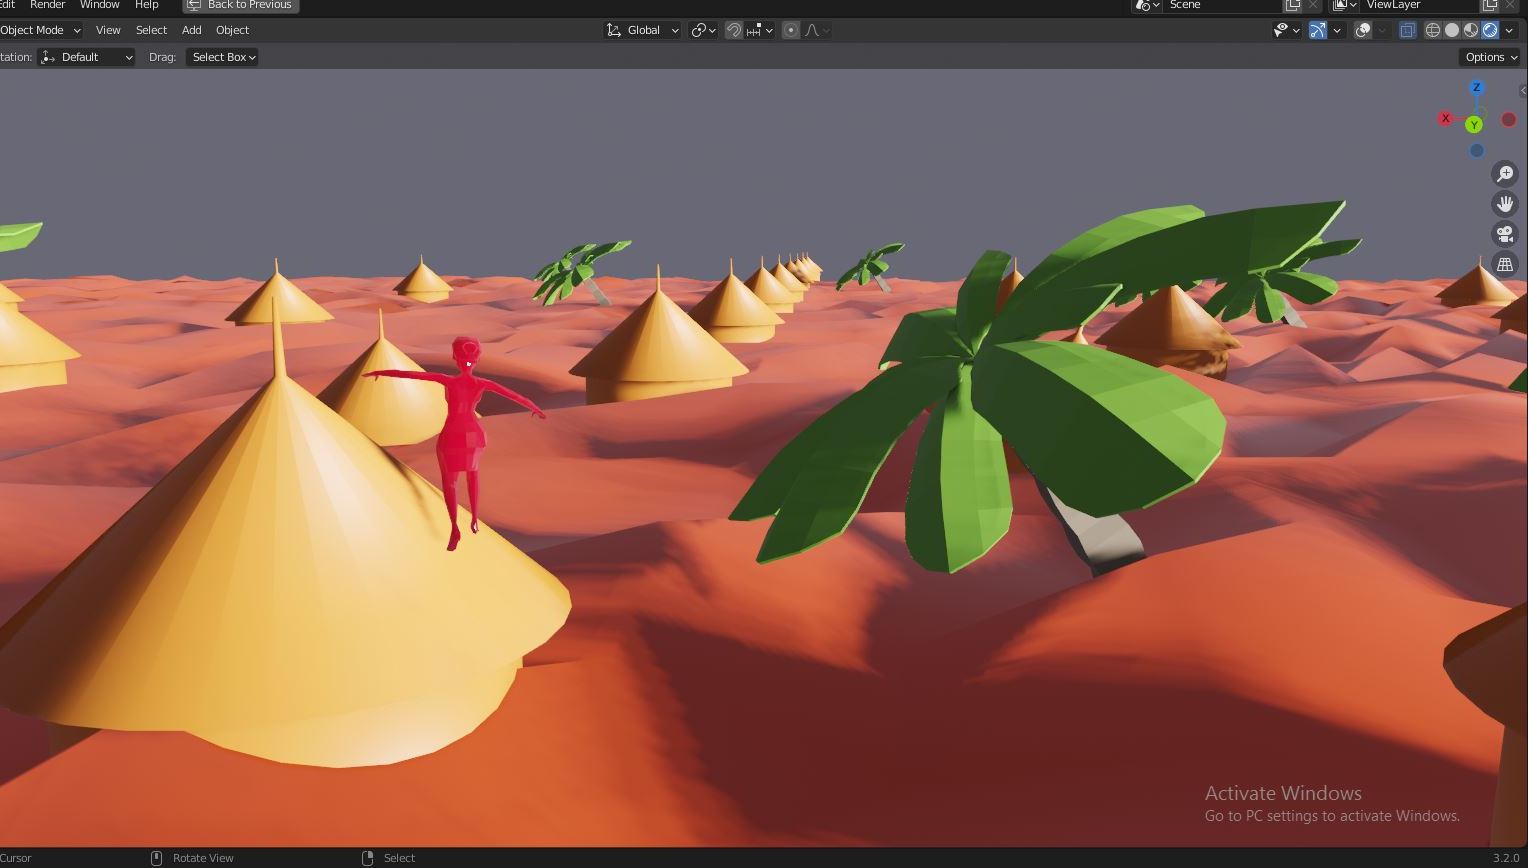 Edit Render Window Help Back to Previous Scene ViewLayer
Object Mode View Select Add Object Global
tation: Default Drag: Select Box Options
Z
X
Y
Activate Windows
Go to PC settings to activate Windows.
Cursor Rotate View Select 3.2.0